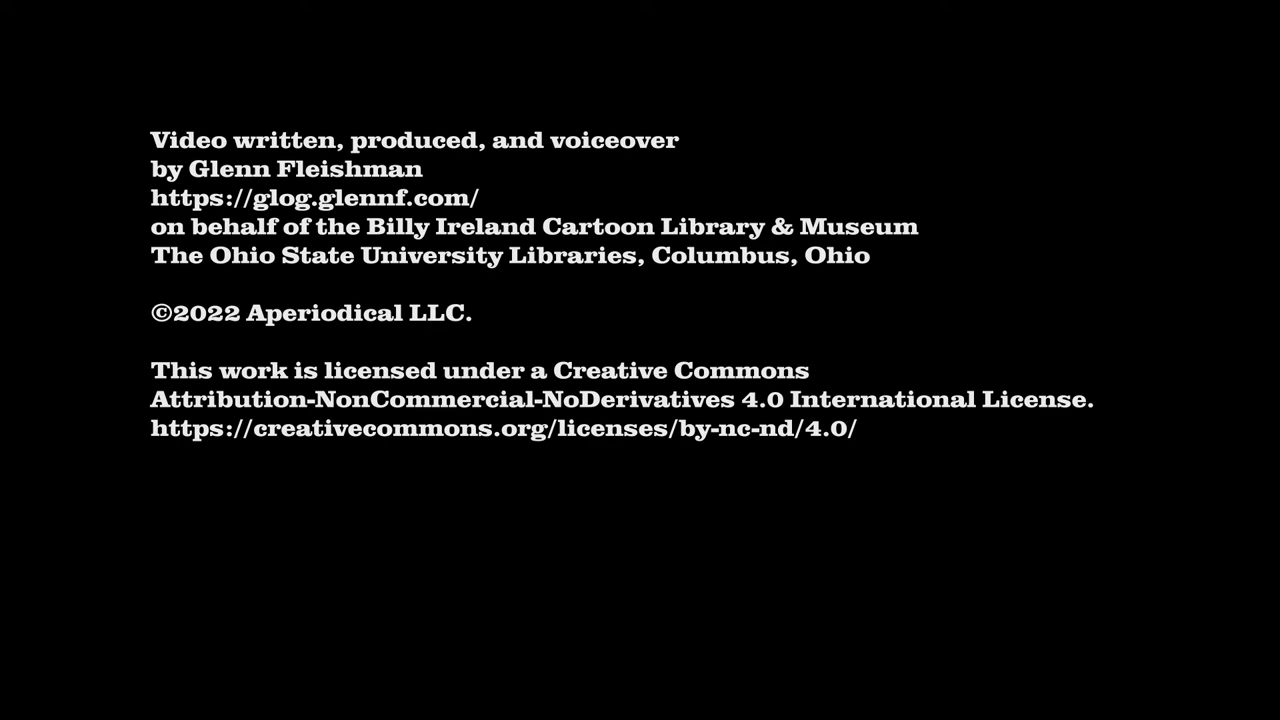 Video written, produced, and voiceover
by Glenn Fleishman
https://glog.glennf.com/
on behalf of the Billy Ireland Cartoon Library & Museum
The Ohio State University Libraries, Columbus, Ohio
©2022 Aperiodical LLC.
This work is licensed under a Creative Commons
Attribution-NonCommercial-NoDerivatives 4.0 International License.
https://creativecommons.org/licenses/by-nc-nd/4.0/